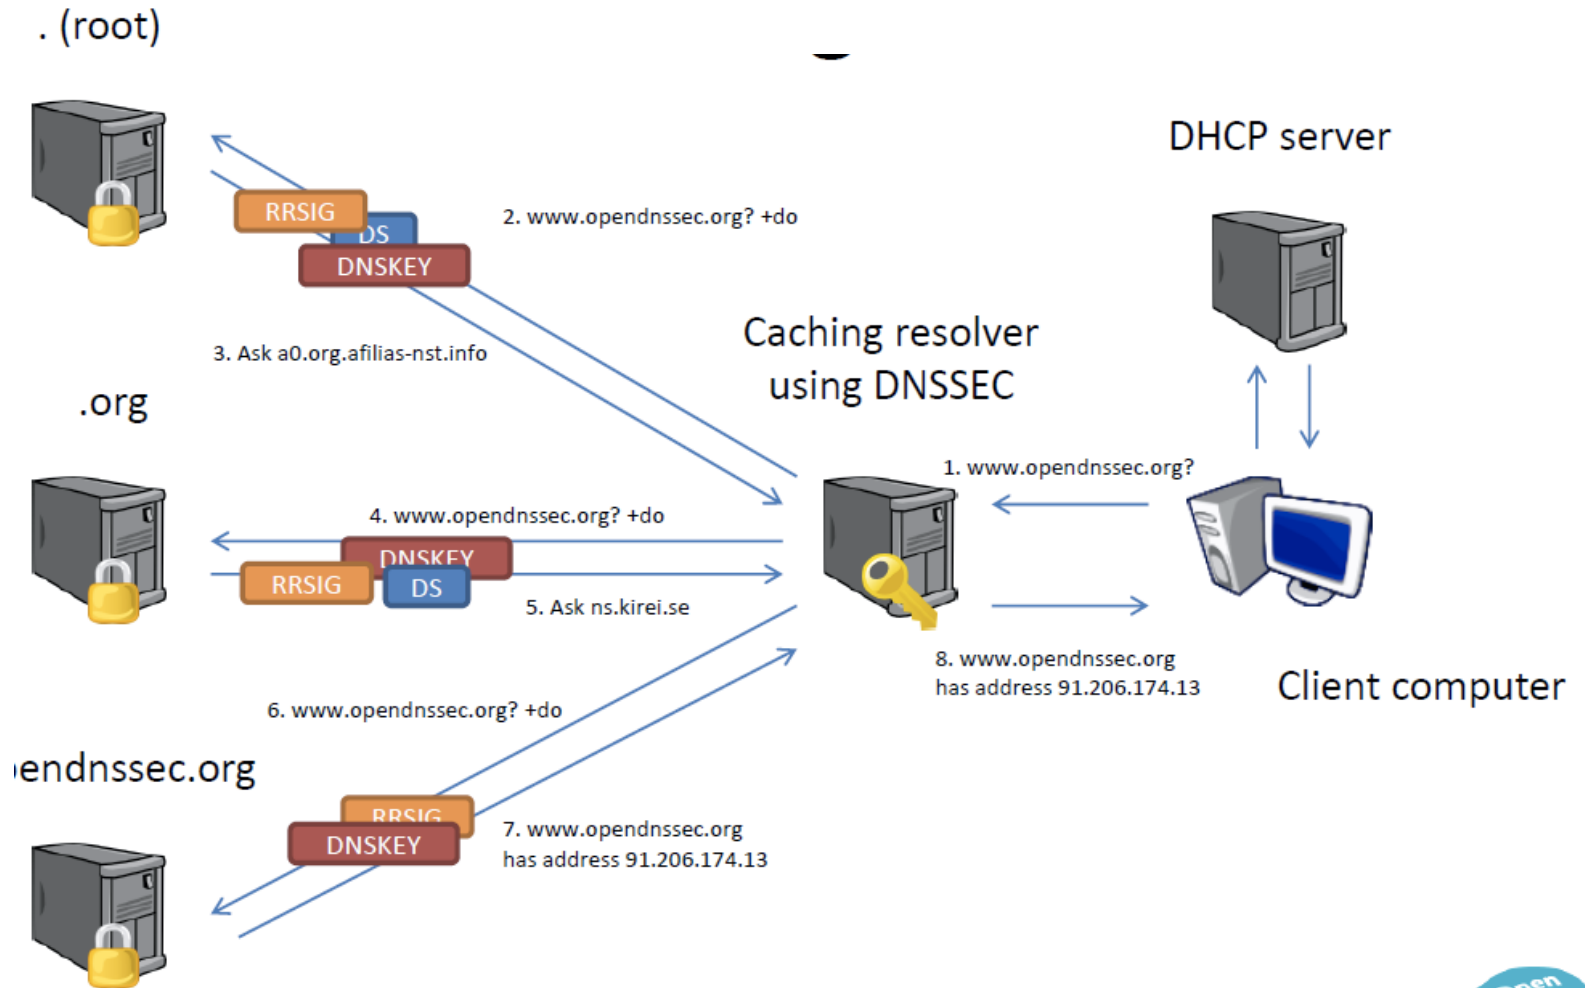 . (root)
DHCP server
RRSIG
DS
DNSKEY
2. www.opendnssec.org? +do
3. Ask a0.org.afilias-nst.info
Caching resolver
using DNSSEC
.org
1. www.opendnssec.org?
4. www.opendnssec.org? +do
DNSKEY
RRSIG
DS
5. Ask ns.kirei.se
8. www.opendnssec.org
has address 91.206.174.13
Client computer
6. www.opendnssec.org? +do
endnssec.org
RRSIG
DNSKEY
7. www.opendnssec.org
has address 91.206.174.13